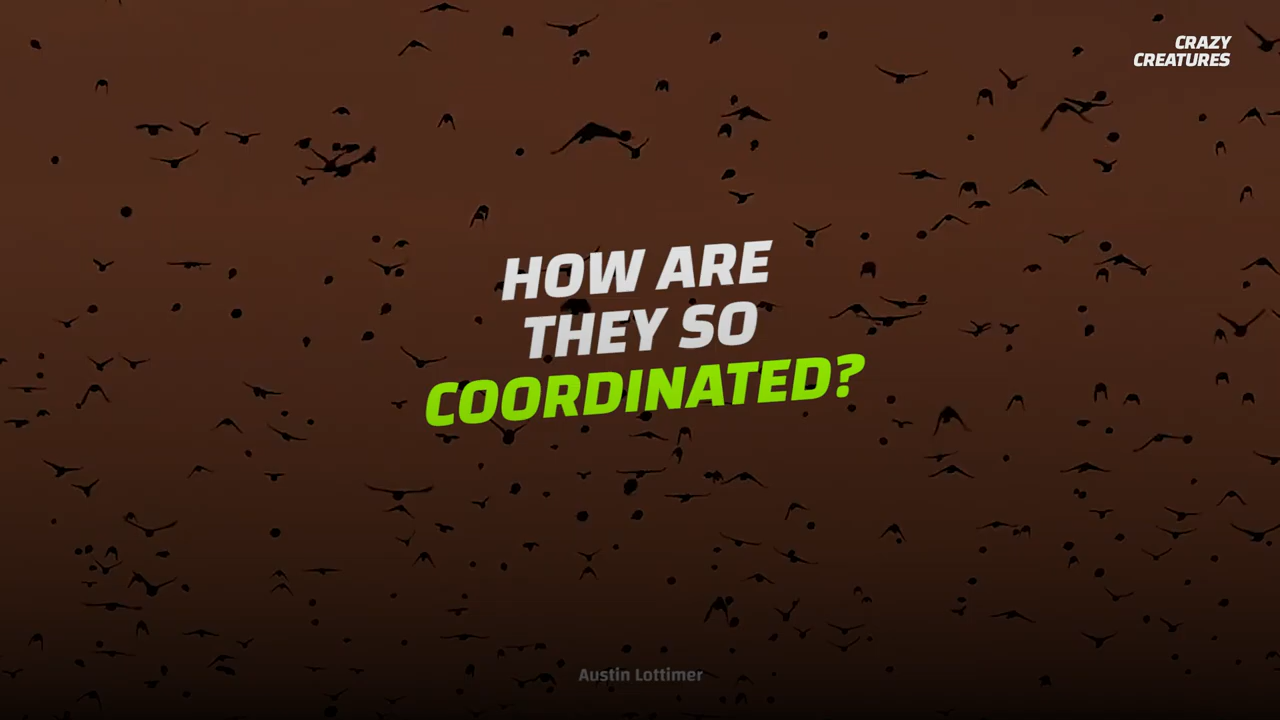 CRAZY
CREATURES
HOW ARE
THEY SO
COORDINATED?
Austin Lottimer